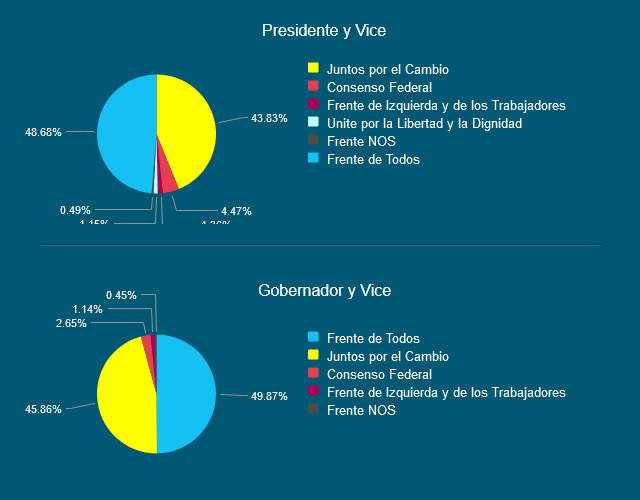 Presidente y Vice
Juntos por el Cambio
Consenso Federal
Frente de Izquierda y de los Trabajadores
Unite por la Libertad y la Dignidad
Frente NOS
Frente de Todos
48.68%
43.83%
0.49%
4.47%
Gobernador y Vice
0.45%
1.14%
2.65%
45.86%
49.87%
Frente de Todos
Juntos por el Cambio
Consenso Federal
Frente de Izquierda y de los Trabajadores
Frente NOS